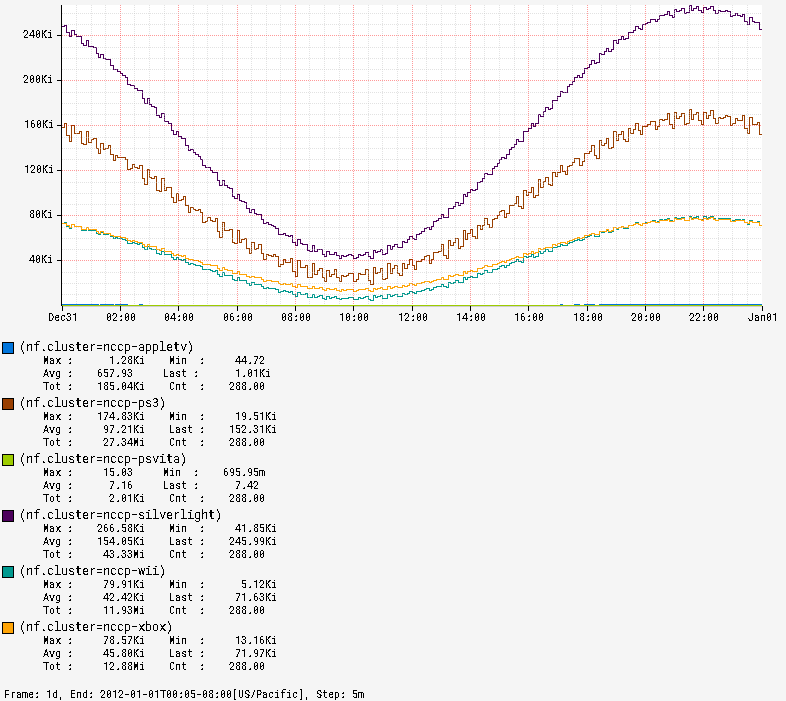 240Ki
200Ki
160Ki
120Ki
80Ki
40Ki
Dec31 02:00 04:00 06:00 08:00 10:00 12:00 14:00 16:00 18:00 20:00 22:00 Jan01
(nf.cluster=nccp-appletv)
Max : 1.28Ki Min : 44.72
Avg : 657.93 Last : 1.01Ki
Tot : 185.04Ki Cnt : 288.00
(nf.cluster=nccp-ps3)
Max : 174.83Ki Min : 19.51Ki
Avg : 97.21Ki Last : 152.31Ki
Tot : 27.34Mi Cnt : 288.00
(nf.cluster=nccp-psvita)
Max : 15.03 Min : 695.95m
Avg : 7.16 Last : 7.42
Tot : 2.01Ki Cnt : 288.00
(nf.cluster=nccp-silverlight)
Max : 266.58Ki Min : 41.85Ki
Avg : 154.05Ki Last : 245.99Ki
Tot : 43.33Mi Cnt : 288.00
(nf.cluster=nccp-wii)
Max : 79.91Ki Min : 5.12Ki
Avg : 42.42Ki Last : 71.63Ki
Tot : 11.93Mi Cnt : 288.00
(nf.cluster=nccp-xbox)
Max : 78.57Ki Min : 13.16Ki
Avg : 45.80Ki Last : 71.97Ki
Tot : 12.88Mi Cnt : 288.00
Frame: 1d, End: 2012-01-01T00:05-08:00[US/Pacific], Step: 5m